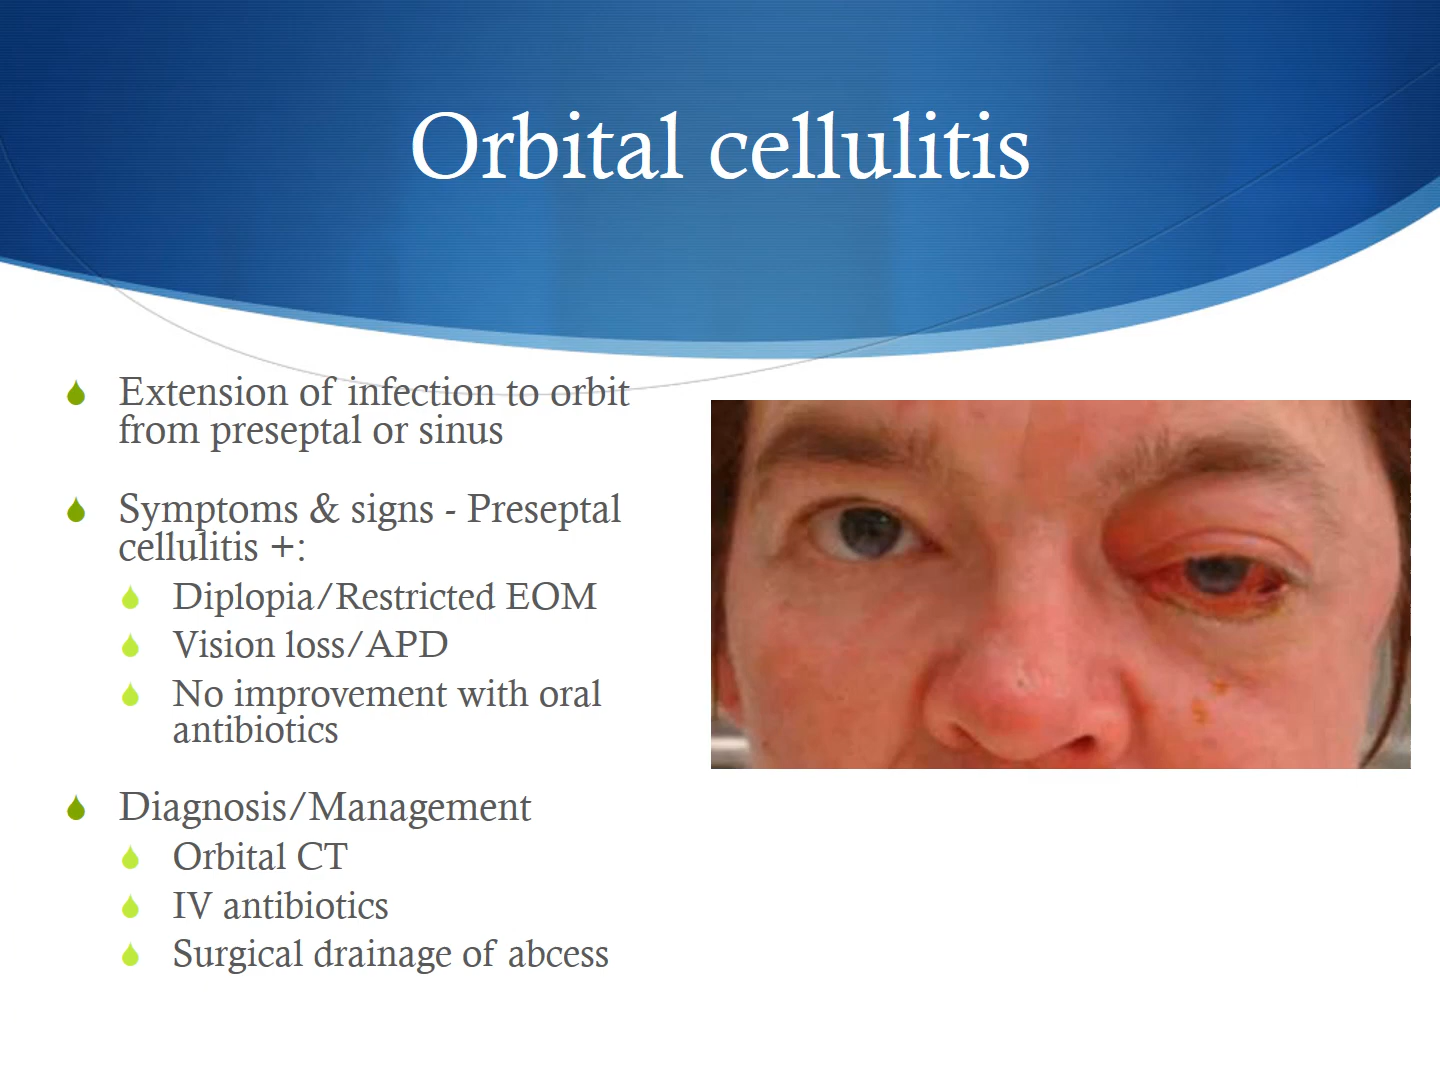 Orbital cellulitis
Extension of infection to orbit
from preseptal or sinus
Symptoms & signs - Preseptal
cellulitis +:
Diplopia/Restricted EOM
Vision loss/APD
No improvement with oral
antibiotics
Diagnosis/Management
Orbital CT
IV antibiotics
Surgical drainage of abcess